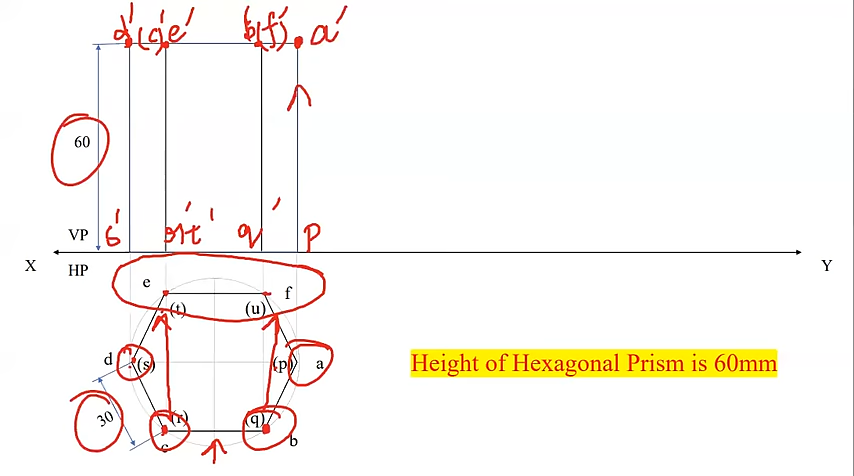 d' (c') e' b'(f') a'
60
VP s' r't' q' p
X HP Y
e f
(t) (u)
d (s) (p) a
Height of Hexagonal Prism is 60mm
30 (r) (q)
c b